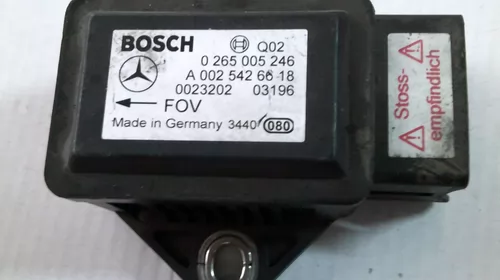 BOSCH Q02
0 265 005 246
A 002 542 66 18
0023202 03196
FOV
Made in Germany 3440 080
Stoss-
empfindlich